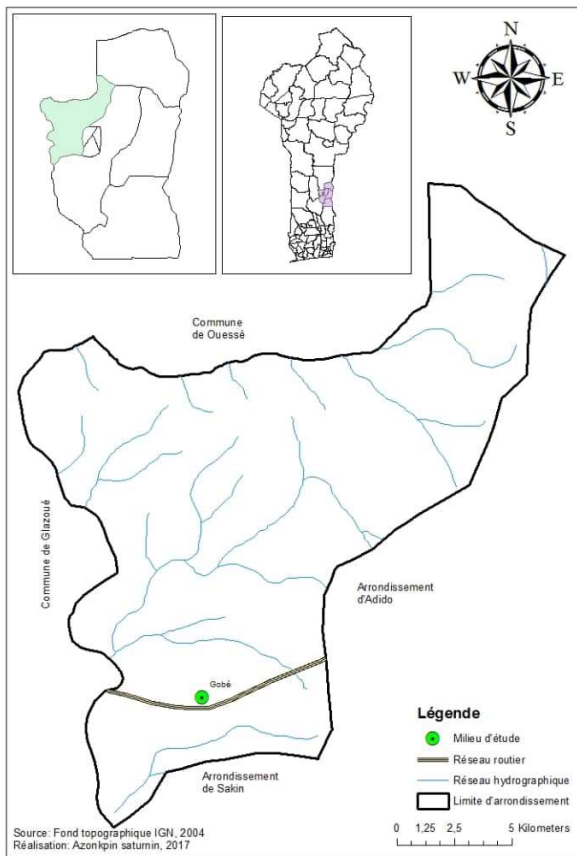 N
W E
S
Commune
de Ouessé
Commune de Glazoué
Arrondissement
d'Adido
Gobé
Arrondissement
de Sakin
Légende
Milieu d'étude
Réseau routier
Réseau hydrographique
Limite d'arrondissement
0 1,25 2,5 5 Kilometers
Source: Fond topographique IGN, 2004
Réalisation: Azonkpin saturnin, 2017